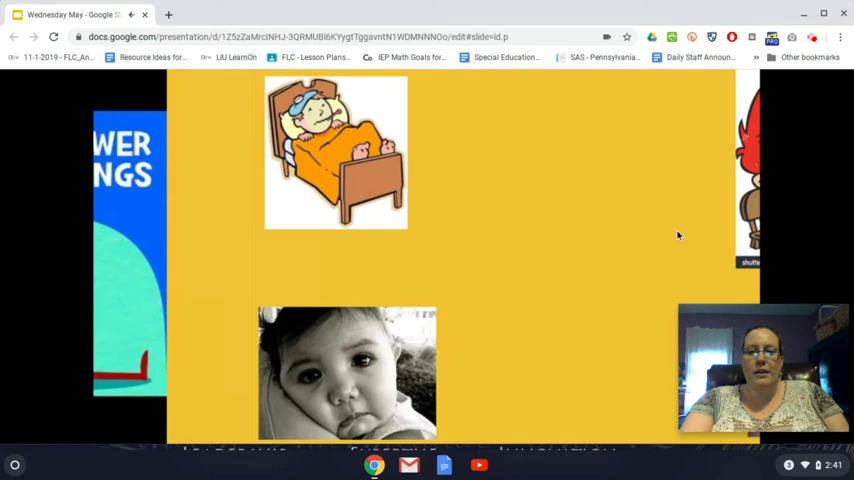 Wednesday May - Google Sl
docs.google.com/presentation/d/1Z5zZaMrcINHJ-3QRMUBl6KYygtTggavntN1WDMNNNOo/edit#slide=id.p
11-1-2019 - FLC_An...
Resource Ideas for...
LIU LearnOn
FLC - Lesson Plans...
IEP Math Goals for...
Special Education...
SAS - Pennsylvania...
Daily Staff Announ...
Other bookmarks
WER
NGS
shutte
3
2:41